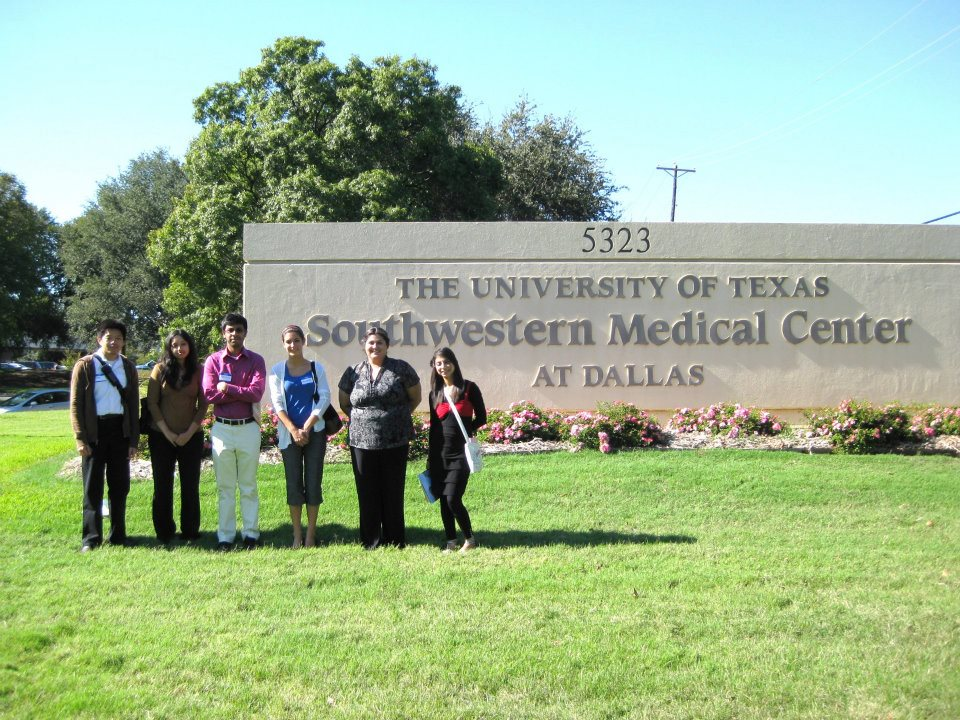 5323
THE UNIVERSITY OF TEXAS
Southwestern Medical Center
AT DALLAS